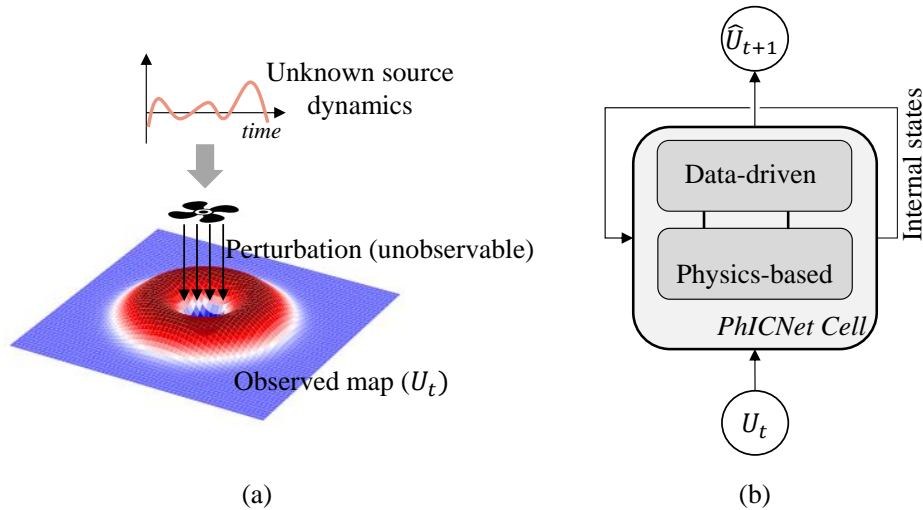 Unknown source
dynamics
time
Perturbation (unobservable)
Observed map (U_t)
(a)
Û_{t+1}
Internal states
Data-driven
Physics-based
PhICNet Cell
U_t
(b)